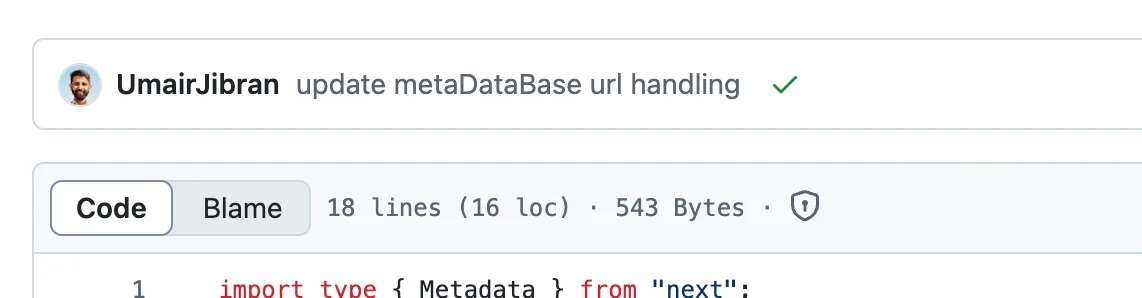 UmairJibran update metaDataBase url handling
Code Blame 18 lines (16 loc) · 543 Bytes ·
1 import type { Metadata } from "next";